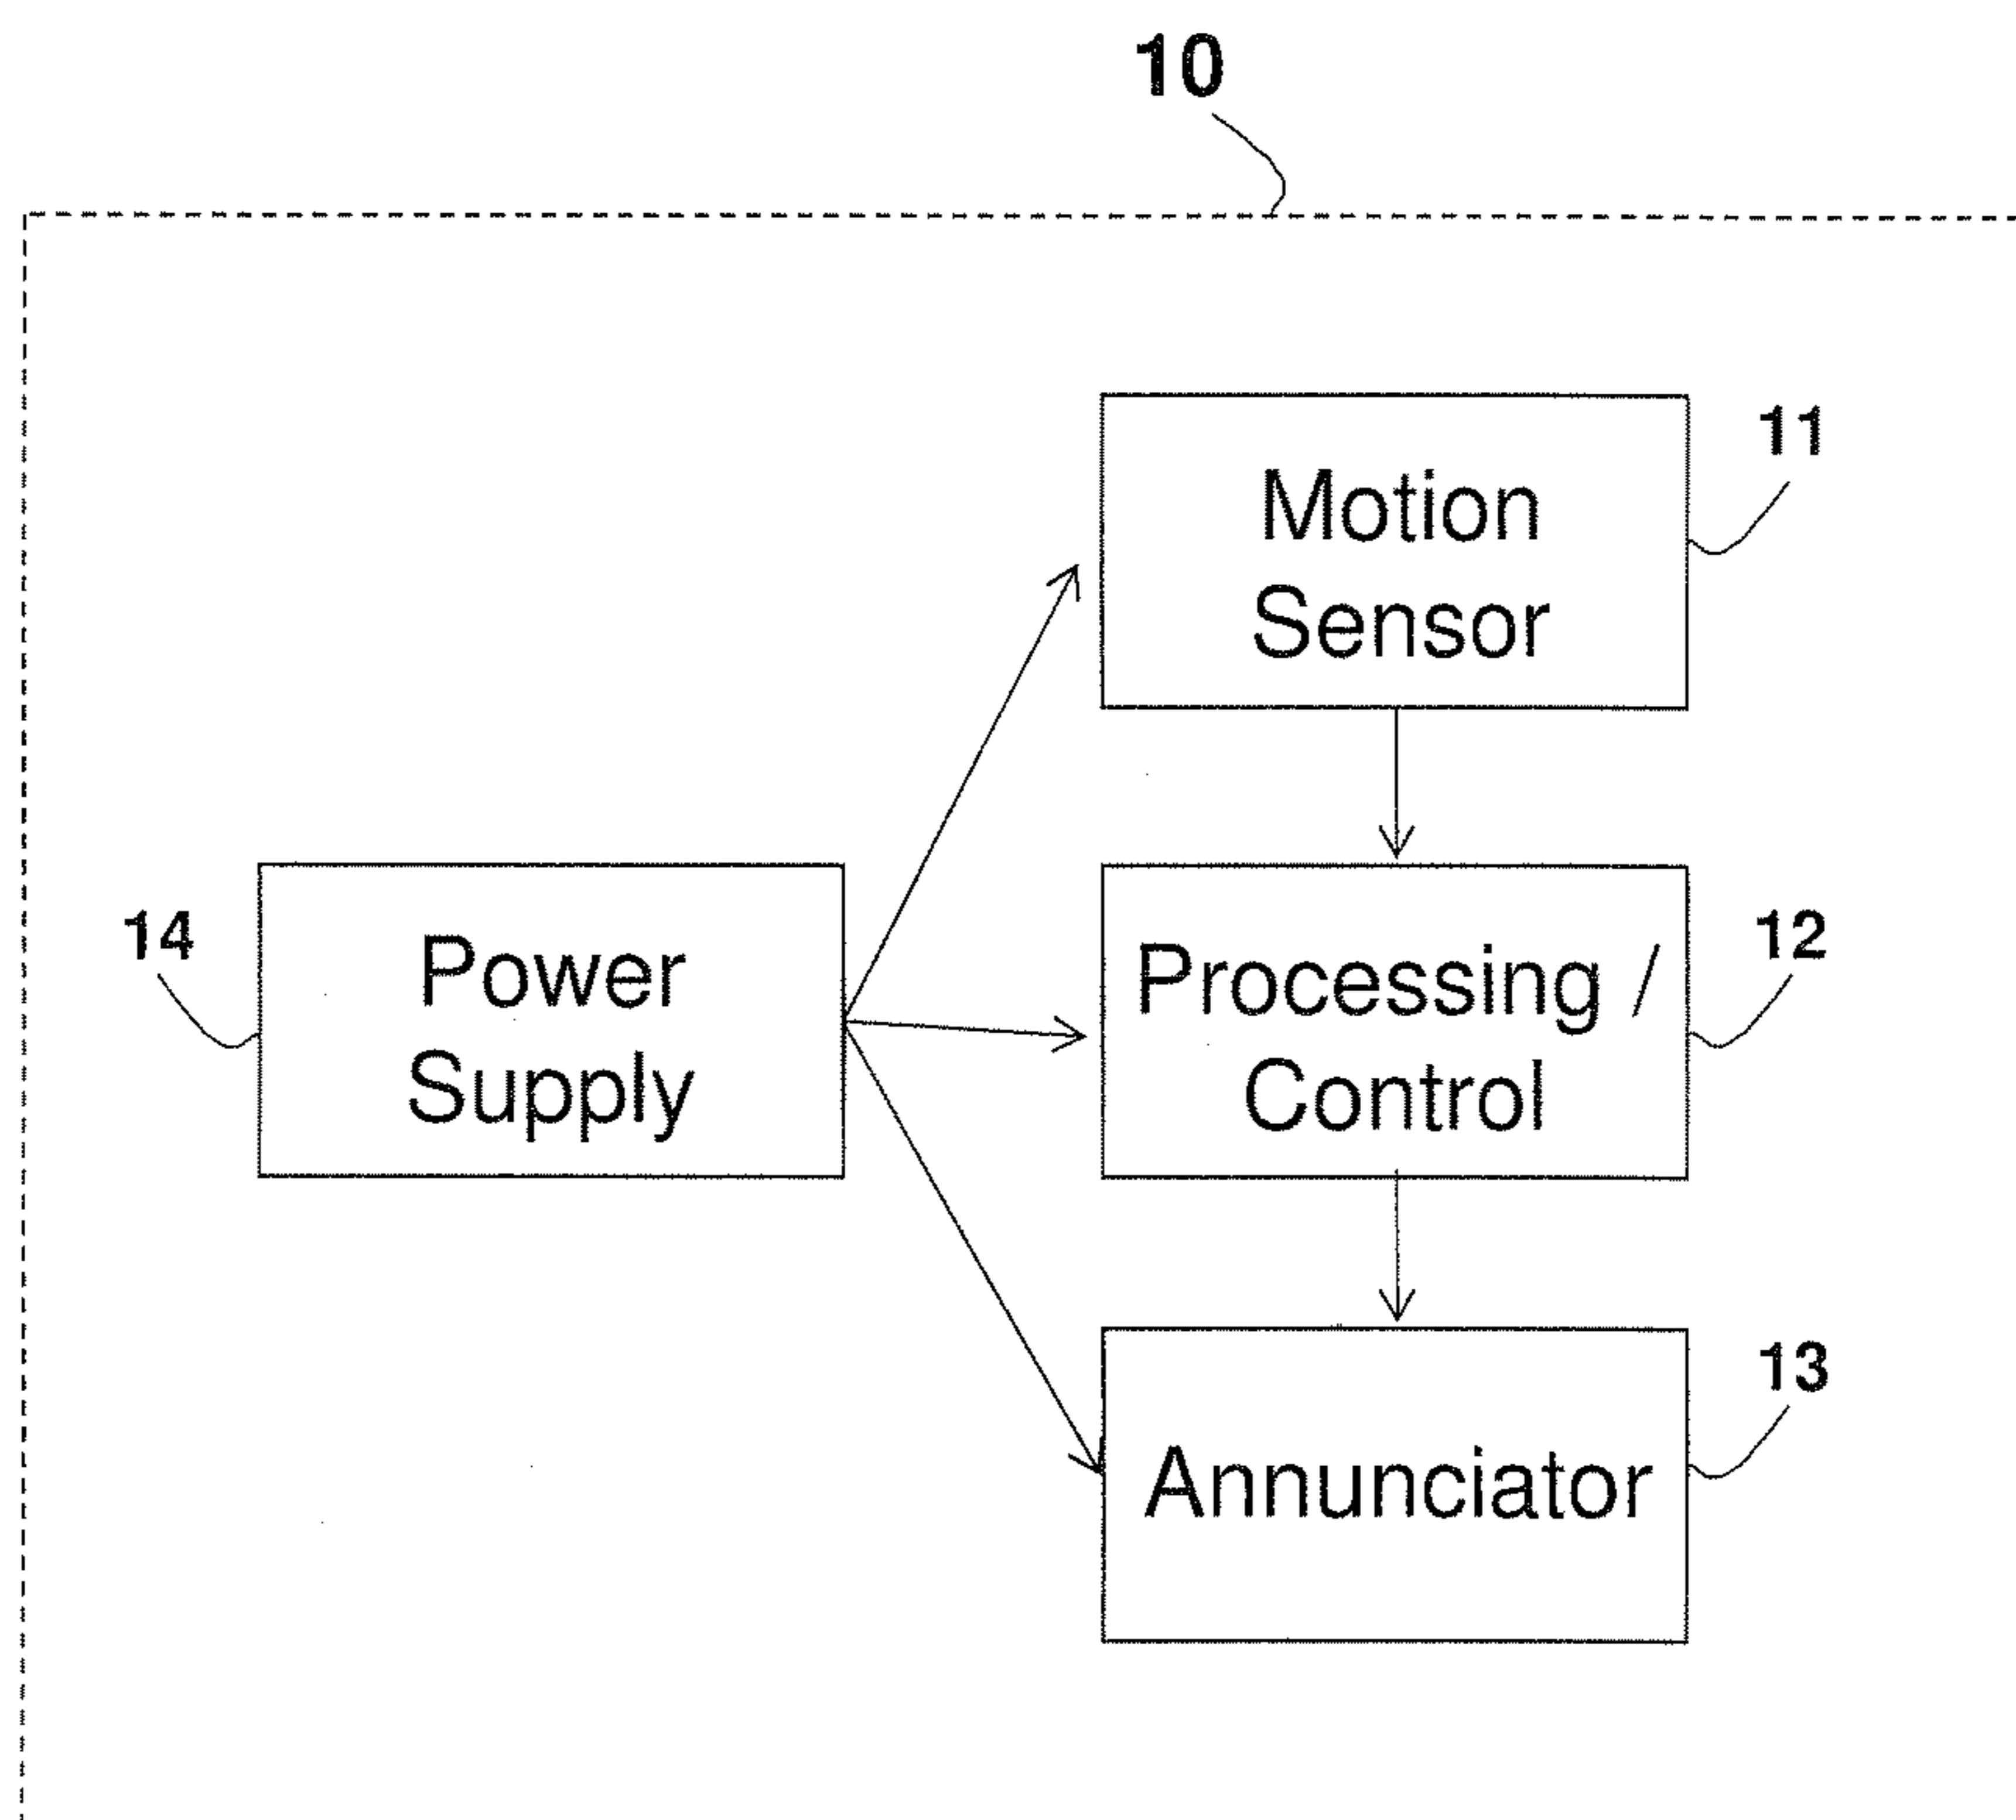 10
Motion
Sensor
11
Power
Supply
14
Processing /
Control
12
Annunciator
13